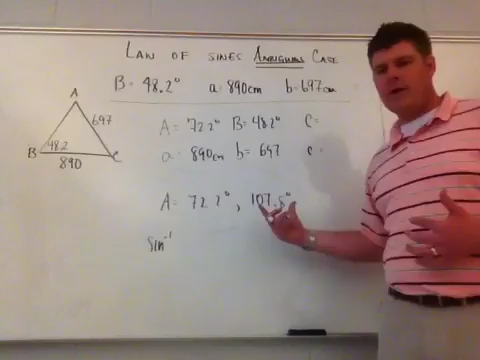 LAW OF SINES AMBIGUOUS CASE
B = 48.2° a = 890cm b = 697cm
A
697
48.2
B
C
890
A = 72.2° B = 48.2° C =
a = 890cm b = 697 c =
A = 72.2°, 107.8°
sin⁻¹